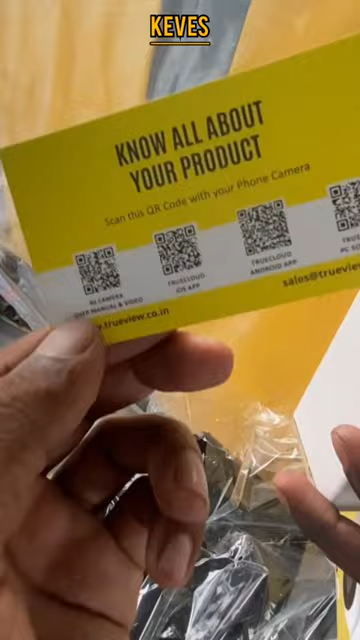 KEVES
KNOW ALL ABOUT
YOUR PRODUCT
Scan this QR Code with your Phone Camera
CAMERA
USER MANUAL & VIDEO
TRUECLOUD
iOS APP
TRUECLOUD
ANDROID APP
.trueview.co.in
sales@truevie